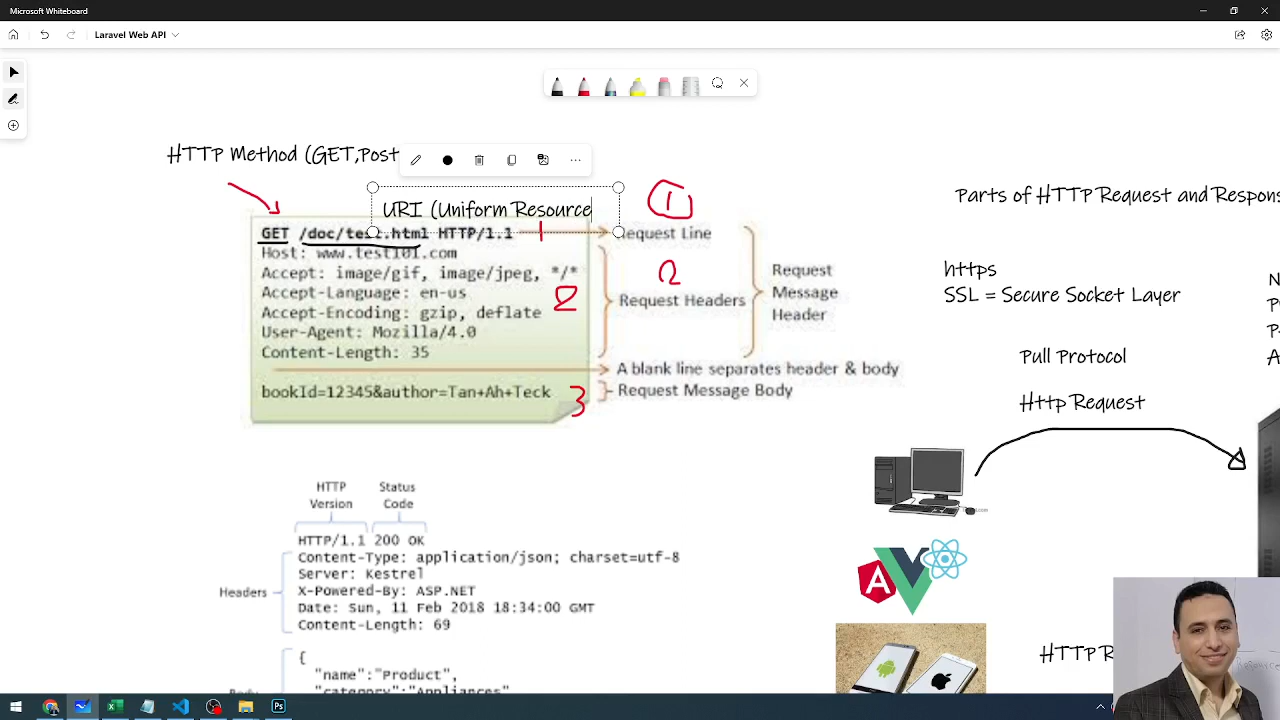 Microsoft Whiteboard
Laravel Web API
HTTP Method (GET,Post
URI (Uniform Resource
1
GET /doc/test.html HTTP/1.1
1
Request Line
Host: www.test101.com
Accept: image/gif, image/jpeg, */*
2
Accept-Language: en-us
2
Request Headers
Accept-Encoding: gzip, deflate
User-Agent: Mozilla/4.0
Content-Length: 35
Request
Message
Header
A blank line separates header & body
bookId=12345&author=Tan+Ah+Teck
3
Request Message Body
Parts of HTTP Request and Respons
https
SSL = Secure Socket Layer
Pull Protocol
Http Request
N
P
P
A
HTTP
Version
Status
Code
HTTP/1.1 200 OK
Content-Type: application/json; charset=utf-8
Server: Kestrel
X-Powered-By: ASP.NET
Date: Sun, 11 Feb 2018 18:34:00 GMT
Content-Length: 69
Headers
{
"name":"Product",
"category":"Appliances"
Body
A
HTTP R